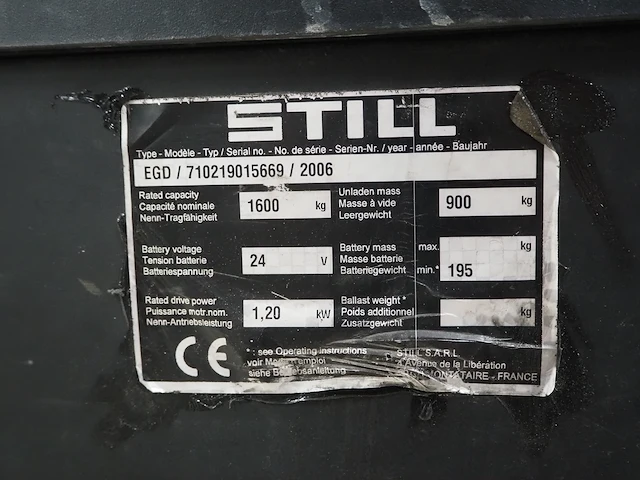 STILL
Type - Modèle - Typ / Serial no. - No. de série - Serien-Nr. / year - année - Baujahr
EGD / 710219015669 / 2006
Rated capacity
Capacité nominale
Nenn-Tragfähigkeit
1600 kg
Unladen mass
Masse à vide
Leergewicht
900 kg
Battery voltage
Tension batterie
Batteriespannung
24 V
Battery mass
Masse batterie
Batteriegewicht
max. kg
min.* 195
Rated drive power
Puissance motr.nom.
Nenn-Antriebsleistung
1,20 kW
Ballast weight *
Poids additionnel
Zusatzgewicht
kg
CE
* : see Operating instructions
voir
siehe Betriebsanleitung
STILL S.A.R.L
Avenue de la Libération
- FRANCE